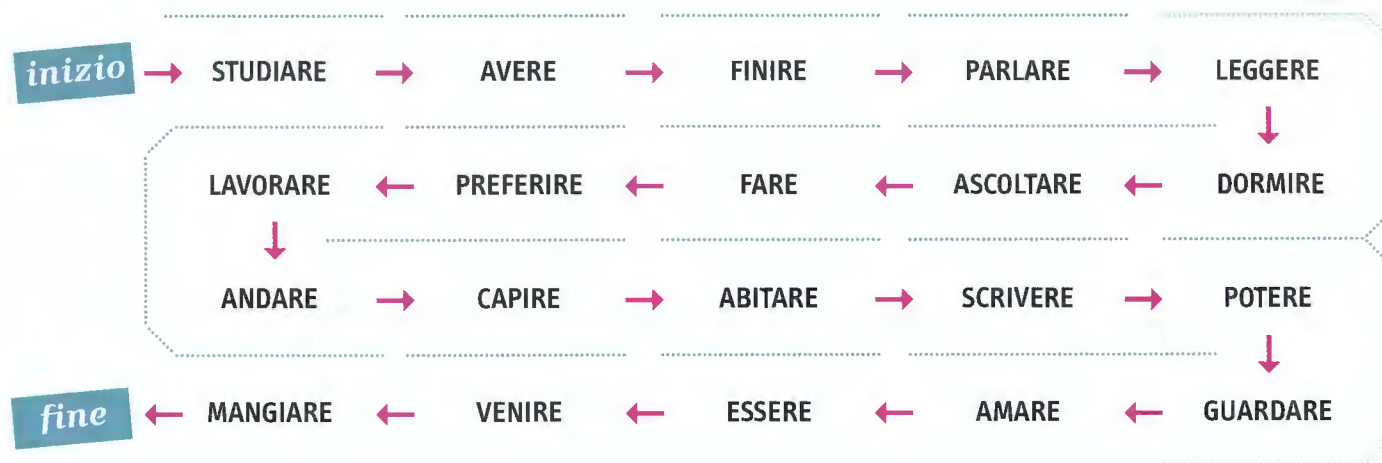 inizio STUDIARE AVERE FINIRE PARLARE LEGGERE
LAVORARE PREFERIRE FARE ASCOLTARE DORMIRE
ANDARE CAPIRE ABITARE SCRIVERE POTERE
fine MANGIARE VENIRE ESSERE AMARE GUARDARE